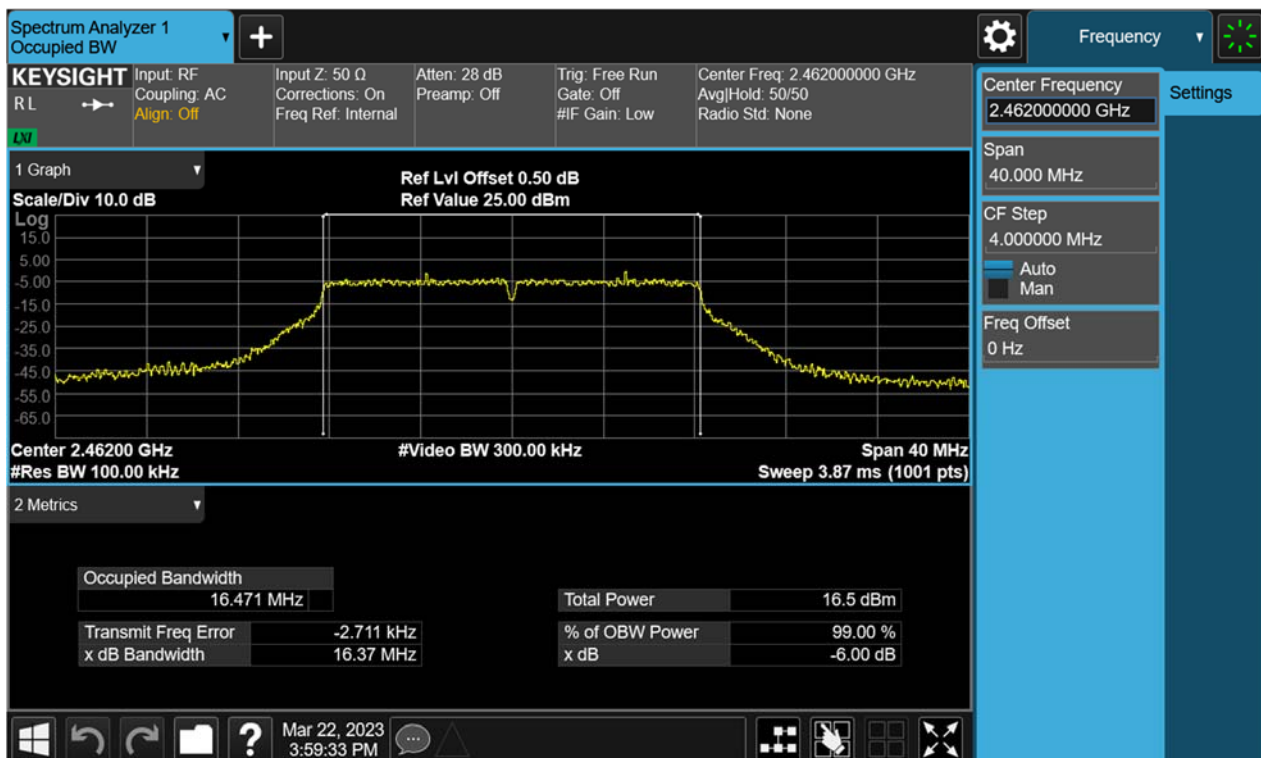 Spectrum Analyzer 1
Occupied BW
+
Frequency
KEYSIGHT
R L
LXI
Input: RF
Coupling: AC
Align: Off
Input Z: 50 Ω
Corrections: On
Freq Ref: Internal
Atten: 28 dB
Preamp: Off
Trig: Free Run
Gate: Off
#IF Gain: Low
Center Freq: 2.462000000 GHz
Avg|Hold: 50/50
Radio Std: None
Center Frequency
2.462000000 GHz
Settings
Span
40.000 MHz
CF Step
4.000000 MHz
Auto
Man
Freq Offset
0 Hz
1 Graph
Scale/Div 10.0 dB
Ref Lvl Offset 0.50 dB
Ref Value 25.00 dBm
Log
15.0
5.00
-5.00
-15.0
-25.0
-35.0
-45.0
-55.0
-65.0
Center 2.46200 GHz
#Video BW 300.00 kHz
Span 40 MHz
#Res BW 100.00 kHz
Sweep 3.87 ms (1001 pts)
2 Metrics
Occupied Bandwidth
16.471 MHz
Total Power 16.5 dBm
Transmit Freq Error -2.711 kHz
% of OBW Power 99.00 %
x dB Bandwidth 16.37 MHz
x dB -6.00 dB
?
Mar 22, 2023
3:59:33 PM